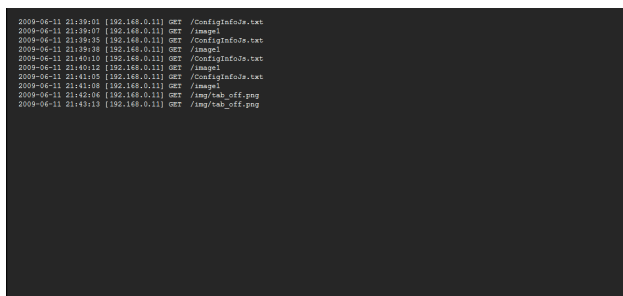 2009-06-11 21:39:01 [192.168.0.11] GET /ConfigInfoJs.txt
2009-06-11 21:39:07 [192.168.0.11] GET /image1
2009-06-11 21:39:35 [192.168.0.11] GET /ConfigInfoJs.txt
2009-06-11 21:39:38 [192.168.0.11] GET /image1
2009-06-11 21:40:10 [192.168.0.11] GET /ConfigInfoJs.txt
2009-06-11 21:40:12 [192.168.0.11] GET /image1
2009-06-11 21:41:05 [192.168.0.11] GET /ConfigInfoJs.txt
2009-06-11 21:41:08 [192.168.0.11] GET /image1
2009-06-11 21:42:06 [192.168.0.11] GET /img/tab_off.png
2009-06-11 21:43:13 [192.168.0.11] GET /img/tab_off.png